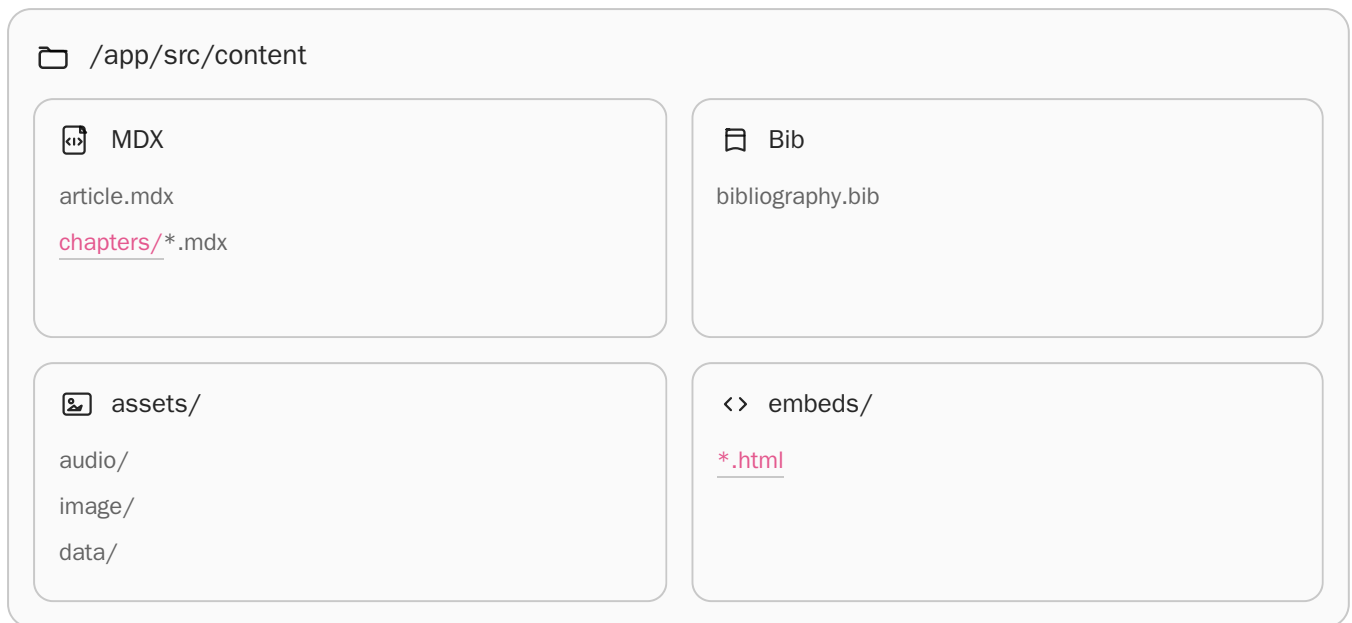 /app/src/content
MDX
article.mdx
chapters/*.mdx
Bib
bibliography.bib
assets/
audio/
image/
data/
embeds/
*.html